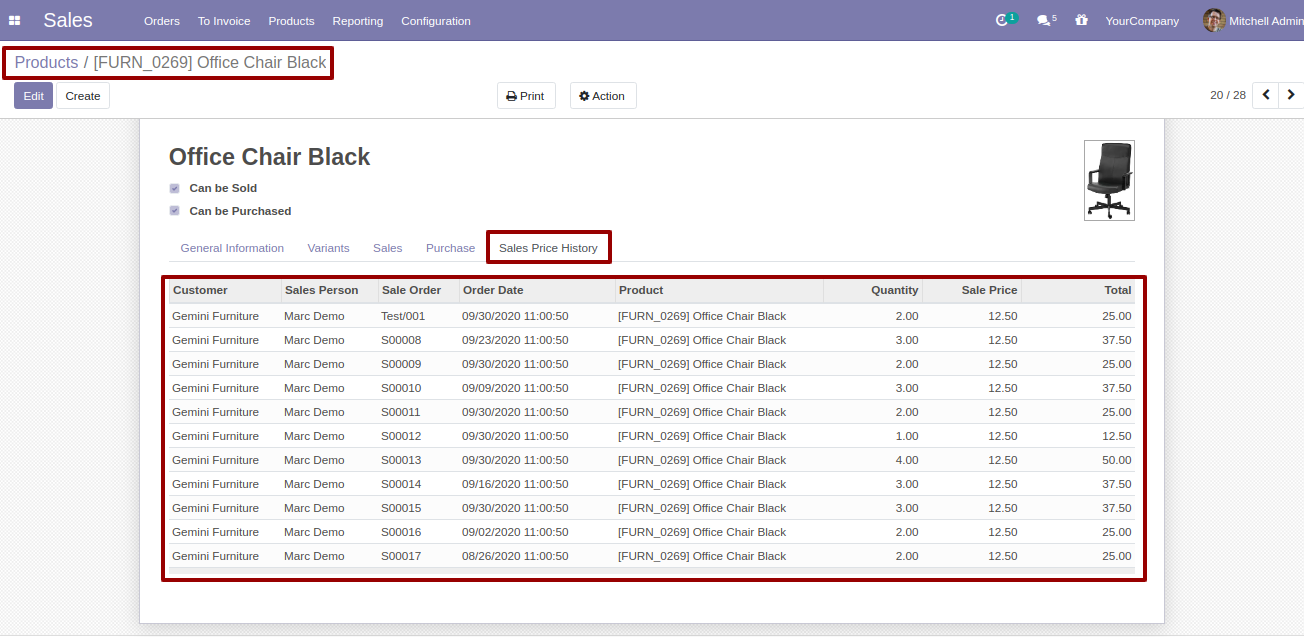 Sales Orders To Invoice Products Reporting Configuration 1 5 YourCompany Mitchell Admin
Products / [FURN_0269] Office Chair Black
Edit Create Print Action 20 / 28
Office Chair Black
Can be Sold
Can be Purchased
General Information Variants Sales Purchase Sales Price History
Customer Sales Person Sale Order Order Date Product Quantity Sale Price Total
Gemini Furniture Marc Demo Test/001 09/30/2020 11:00:50 [FURN_0269] Office Chair Black 2.00 12.50 25.00
Gemini Furniture Marc Demo S00008 09/23/2020 11:00:50 [FURN_0269] Office Chair Black 3.00 12.50 37.50
Gemini Furniture Marc Demo S00009 09/30/2020 11:00:50 [FURN_0269] Office Chair Black 2.00 12.50 25.00
Gemini Furniture Marc Demo S00010 09/09/2020 11:00:50 [FURN_0269] Office Chair Black 3.00 12.50 37.50
Gemini Furniture Marc Demo S00011 09/30/2020 11:00:50 [FURN_0269] Office Chair Black 2.00 12.50 25.00
Gemini Furniture Marc Demo S00012 09/30/2020 11:00:50 [FURN_0269] Office Chair Black 1.00 12.50 12.50
Gemini Furniture Marc Demo S00013 09/30/2020 11:00:50 [FURN_0269] Office Chair Black 4.00 12.50 50.00
Gemini Furniture Marc Demo S00014 09/16/2020 11:00:50 [FURN_0269] Office Chair Black 3.00 12.50 37.50
Gemini Furniture Marc Demo S00015 09/30/2020 11:00:50 [FURN_0269] Office Chair Black 3.00 12.50 37.50
Gemini Furniture Marc Demo S00016 09/02/2020 11:00:50 [FURN_0269] Office Chair Black 2.00 12.50 25.00
Gemini Furniture Marc Demo S00017 08/26/2020 11:00:50 [FURN_0269] Office Chair Black 2.00 12.50 25.00